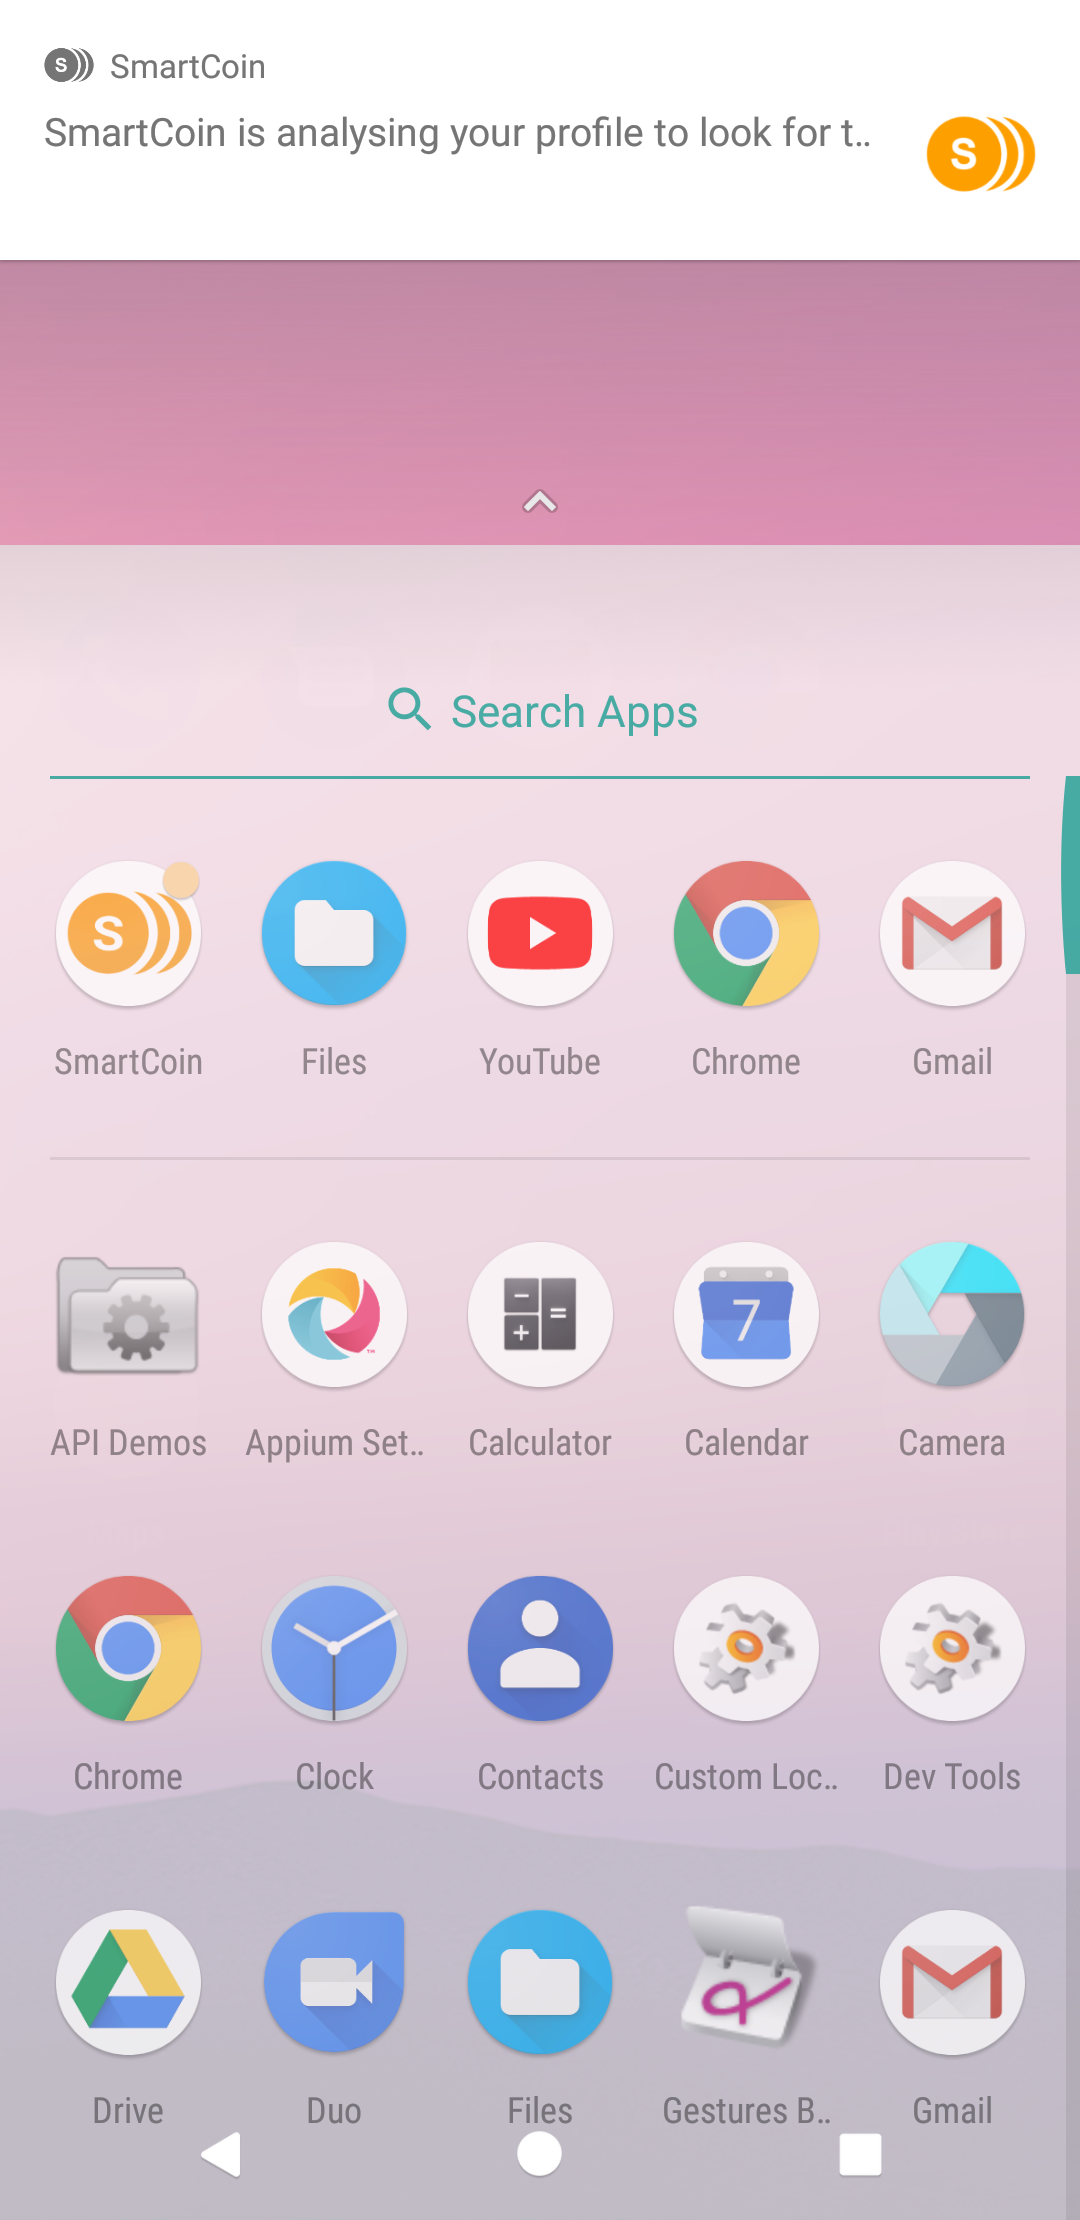 S SmartCoin
SmartCoin is analysing your profile to look for t..
S
Search Apps
S
SmartCoin Files YouTube Chrome Gmail
7
API Demos Appium Set.. Calculator Calendar Camera
Chrome Clock Contacts Custom Loc.. Dev Tools
Drive Duo Files Gestures B.. Gmail